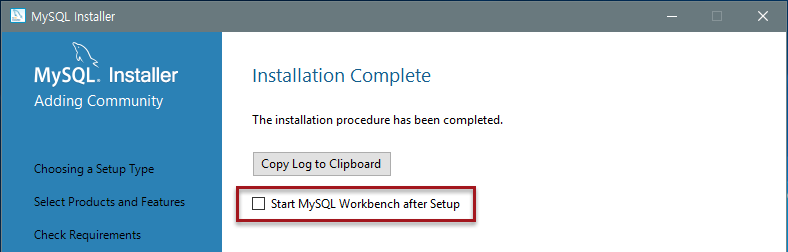 MySQL Installer
MySQL. Installer
Adding Community
Choosing a Setup Type
Select Products and Features
Check Requirements
Installation Complete
The installation procedure has been completed.
Copy Log to Clipboard
Start MySQL Workbench after Setup